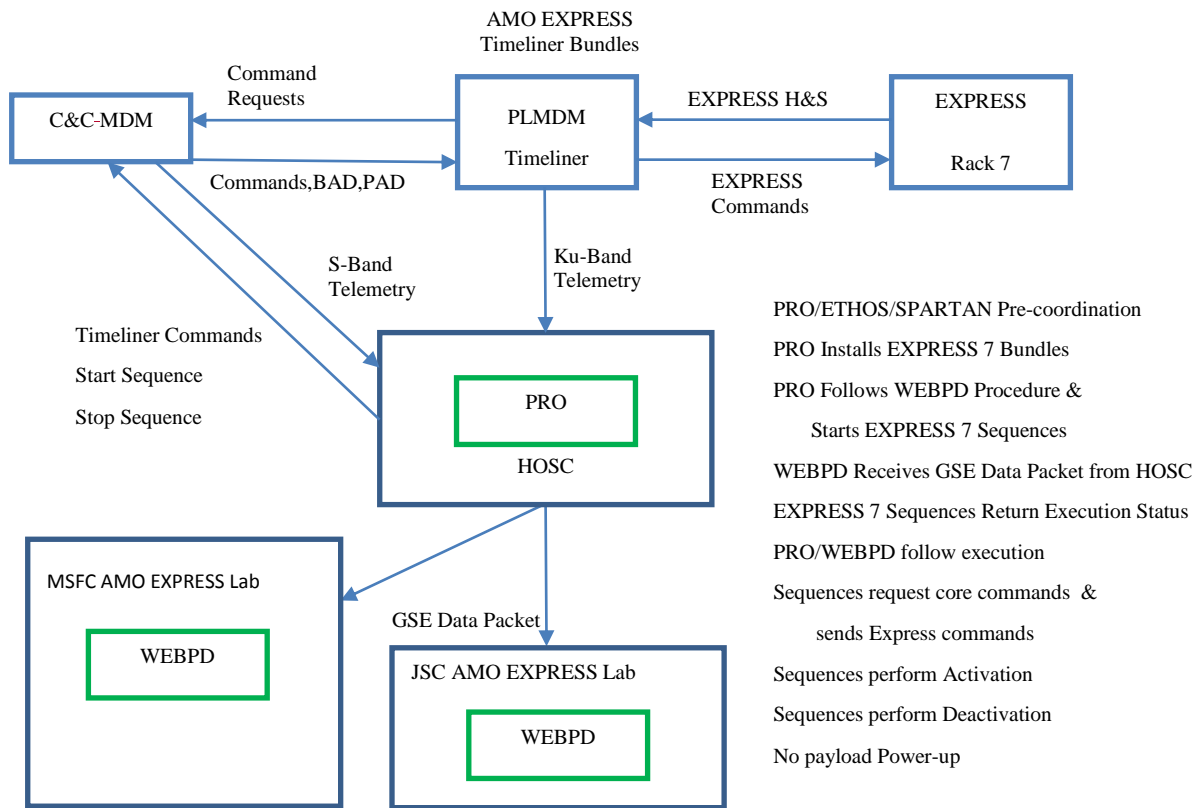 AMO EXPRESS
Timeliner Bundles
Command
Requests
C&C-MDM
PLMDM
Timeliner
EXPRESS H&S
EXPRESS
Rack 7
Commands,BAD,PAD
EXPRESS
Commands
S-Band
Telemetry
Ku-Band
Telemetry
Timeliner Commands
Start Sequence
Stop Sequence
PRO
HOSC
MSFC AMO EXPRESS Lab
WEBPD
GSE Data Packet
JSC AMO EXPRESS Lab
WEBPD
PRO/ETHOS/SPARTAN Pre-coordination
PRO Installs EXPRESS 7 Bundles
PRO Follows WEBPD Procedure &
Starts EXPRESS 7 Sequences
WEBPD Receives GSE Data Packet from HOSC
EXPRESS 7 Sequences Return Execution Status
PRO/WEBPD follow execution
Sequences request core commands &
sends Express commands
Sequences perform Activation
Sequences perform Deactivation
No payload Power-up